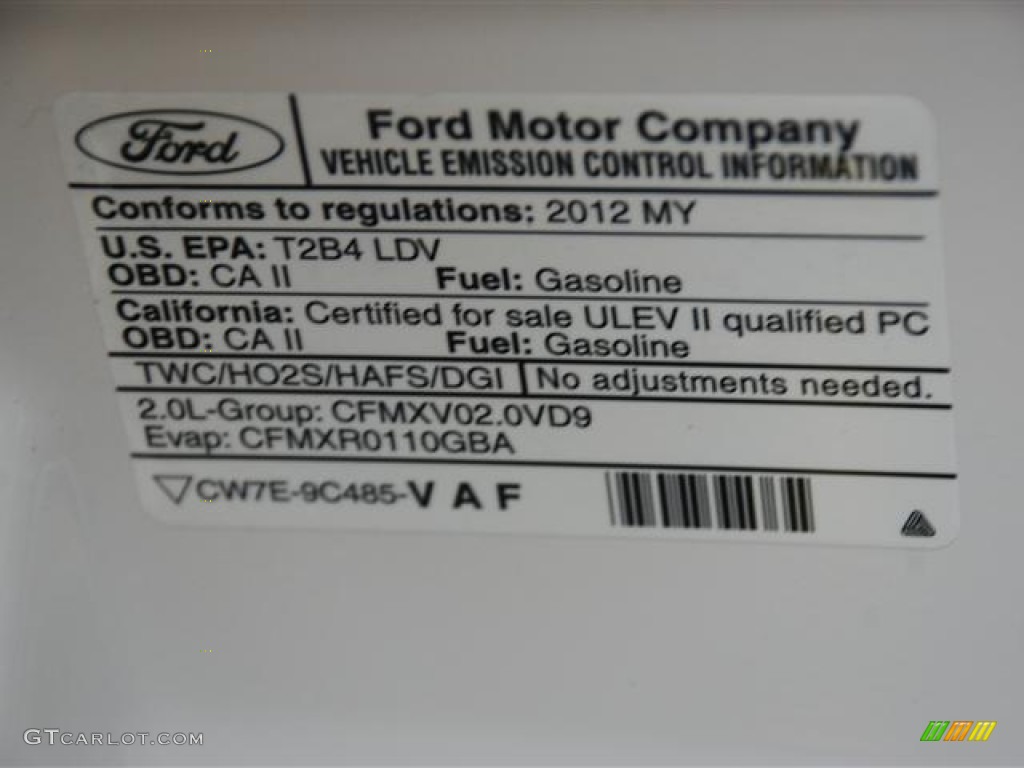 Ford
Ford Motor Company
VEHICLE EMISSION CONTROL INFORMATION
Conforms to regulations: 2012 MY
U.S. EPA: T2B4 LDV
OBD: CA II Fuel: Gasoline
California: Certified for sale ULEV II qualified PC
OBD: CA II Fuel: Gasoline
TWC/HO2S/HAFS/DGI No adjustments needed.
2.0L-Group: CFMXV02.0VD9
Evap: CFMXR0110GBA
CW7E-9C485-V A F
GTCARLOT.COM